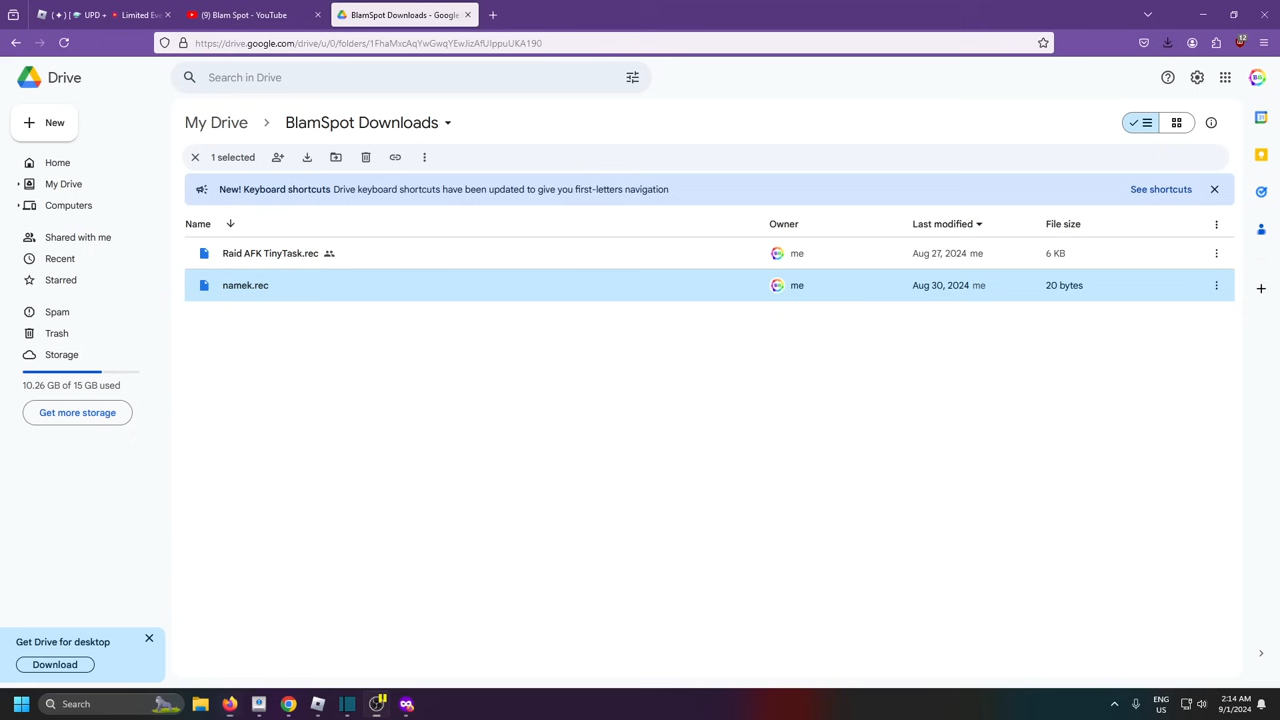 ( ✦ ) UPD + ✦ Limited Eve
(9) Blam Spot - YouTube
BlamSpot Downloads - Google
https://drive.google.com/drive/u/0/folders/1FhaMxcAqYwGwqYEwJizAfUIppuUKA190
12
Drive
Search in Drive
New
My Drive
BlamSpot Downloads
1 selected
Home
My Drive
Computers
Shared with me
Recent
Starred
Spam
Trash
Storage
10.26 GB of 15 GB used
Get more storage
New! Keyboard shortcuts Drive keyboard shortcuts have been updated to give you first-letters navigation
See shortcuts
Name Owner Last modified File size
Raid AFK TinyTask.rec me Aug 27, 2024 me 6 KB
namek.rec me Aug 30, 2024 me 20 bytes
Get Drive for desktop
Download
Search
ENG
US
2:14 AM
9/1/2024